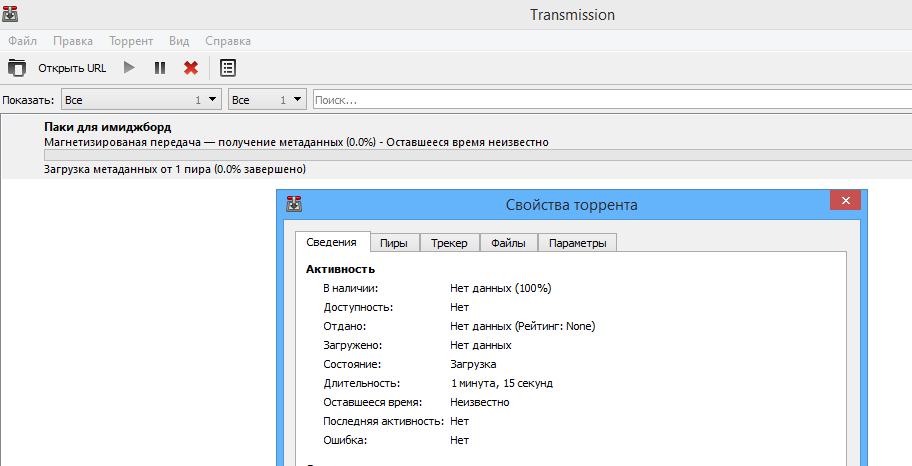 Transmission
Файл Правка Торрент Вид Справка
Открыть URL
Показать: Все 1 Все 1 Поиск...
Паки для имиджборд
Магнетизированая передача — получение метаданных (0.0%) - Оставшееся время неизвестно
Загрузка метаданных от 1 пира (0.0% завершено)
Свойства торрента
Сведения Пиры Трекер Файлы Параметры
Активность
В наличии: Нет данных (100%)
Доступность: Нет
Отдано: Нет данных (Рейтинг: None)
Загружено: Нет данных
Состояние: Загрузка
Длительность: 1 минута, 15 секунд
Оставшееся время: Неизвестно
Последняя активность: Нет
Ошибка: Нет